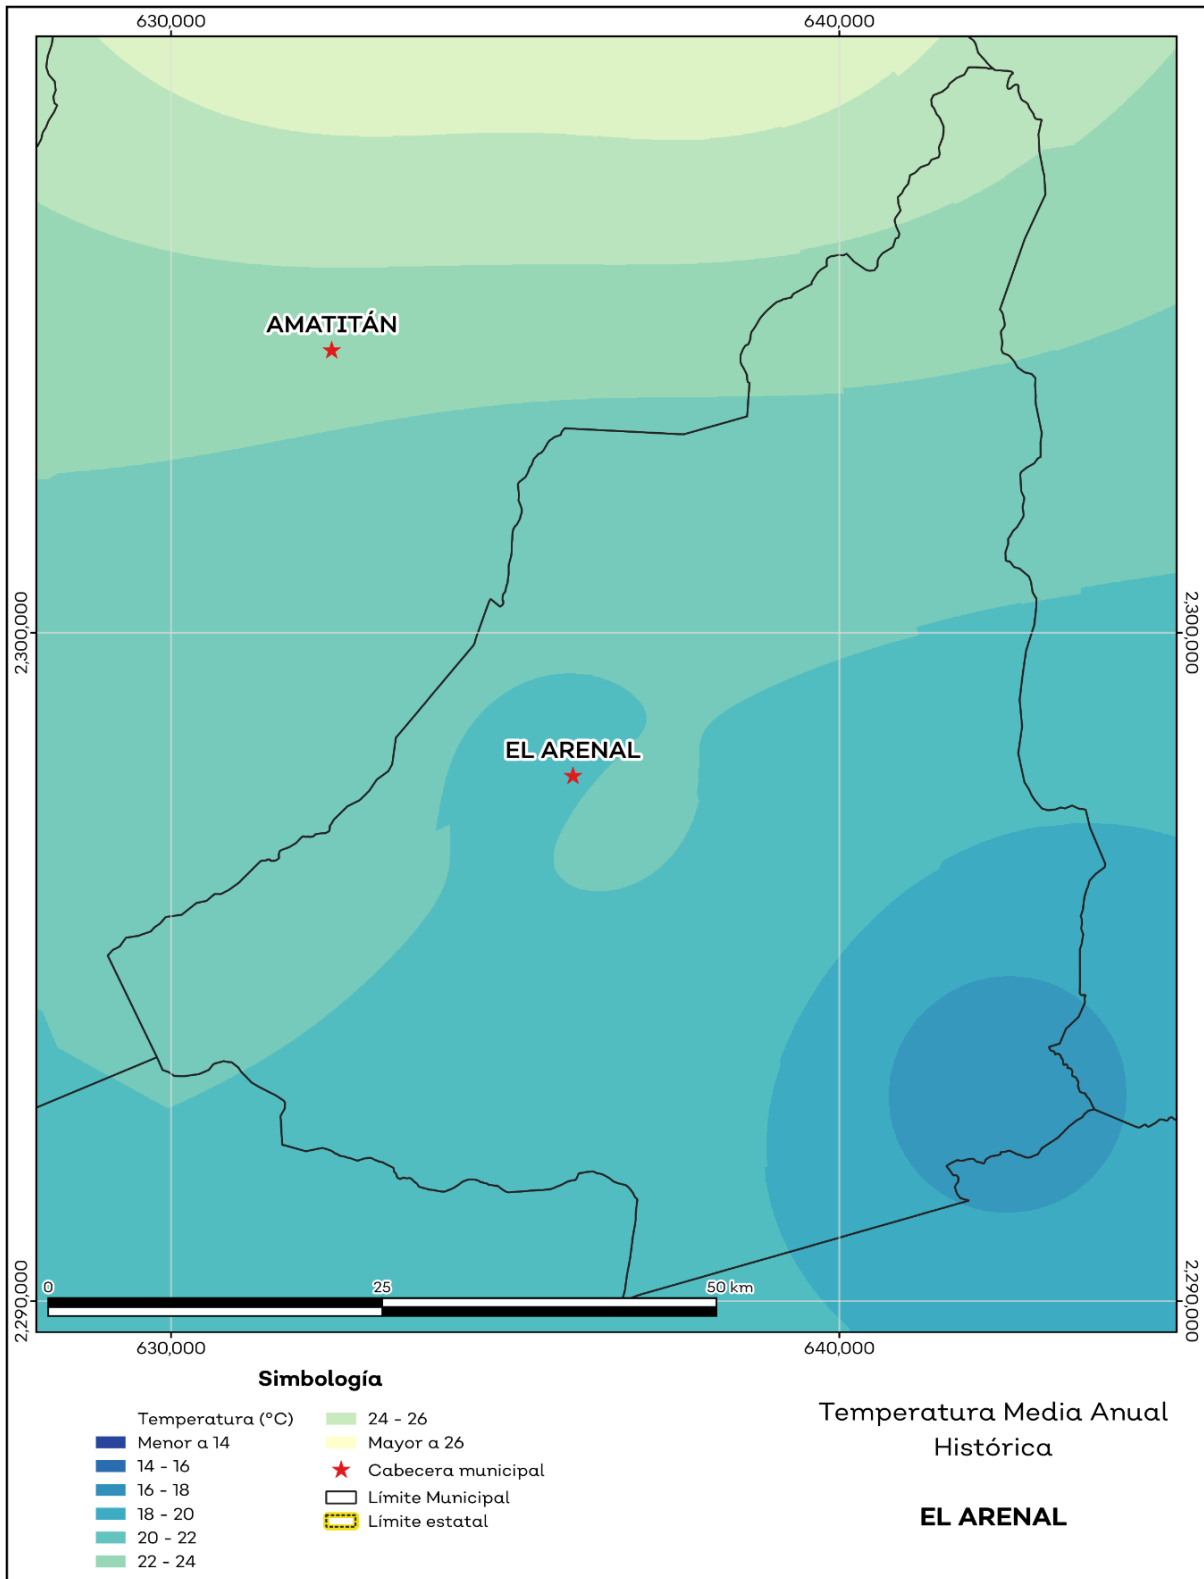 630,000
640,000
AMATITÁN
2,300,000
2,300,000
EL ARENAL
0
25
50 km
2,290,000
2,290,000
630,000
640,000
Simbología
Temperatura (°C)
Menor a 14
14 - 16
16 - 18
18 - 20
20 - 22
22 - 24
24 - 26
Mayor a 26
Cabecera municipal
Límite Municipal
Límite estatal
Temperatura Media Anual
Histórica
EL ARENAL